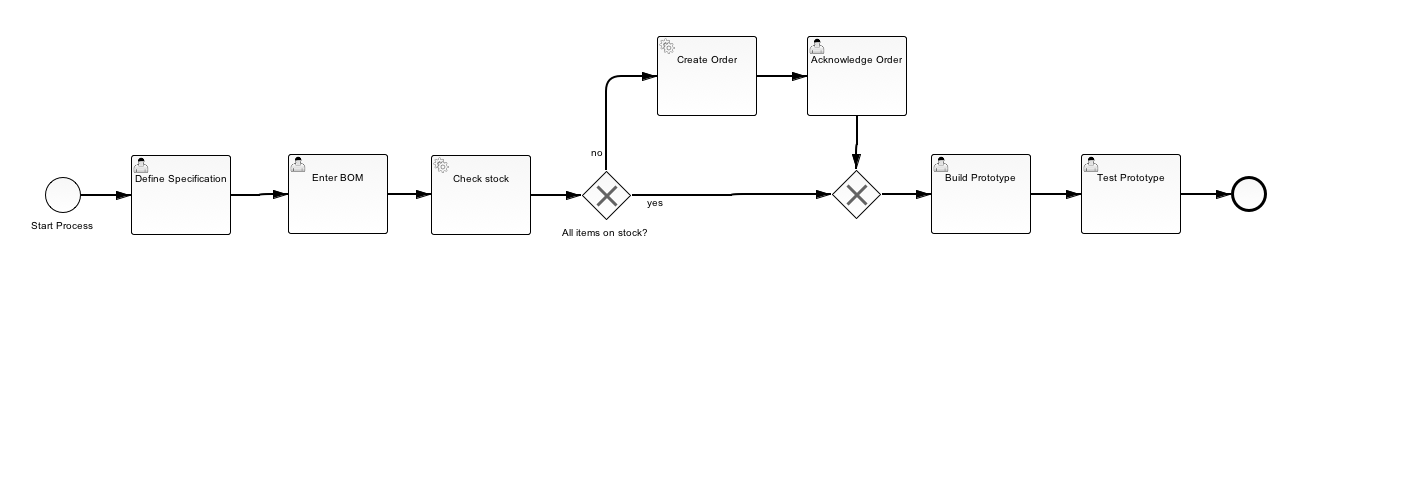 Create Order
Acknowledge Order
no
Define Specification
Enter BOM
Check stock
Build Prototype
Test Prototype
yes
Start Process
All items on stock?